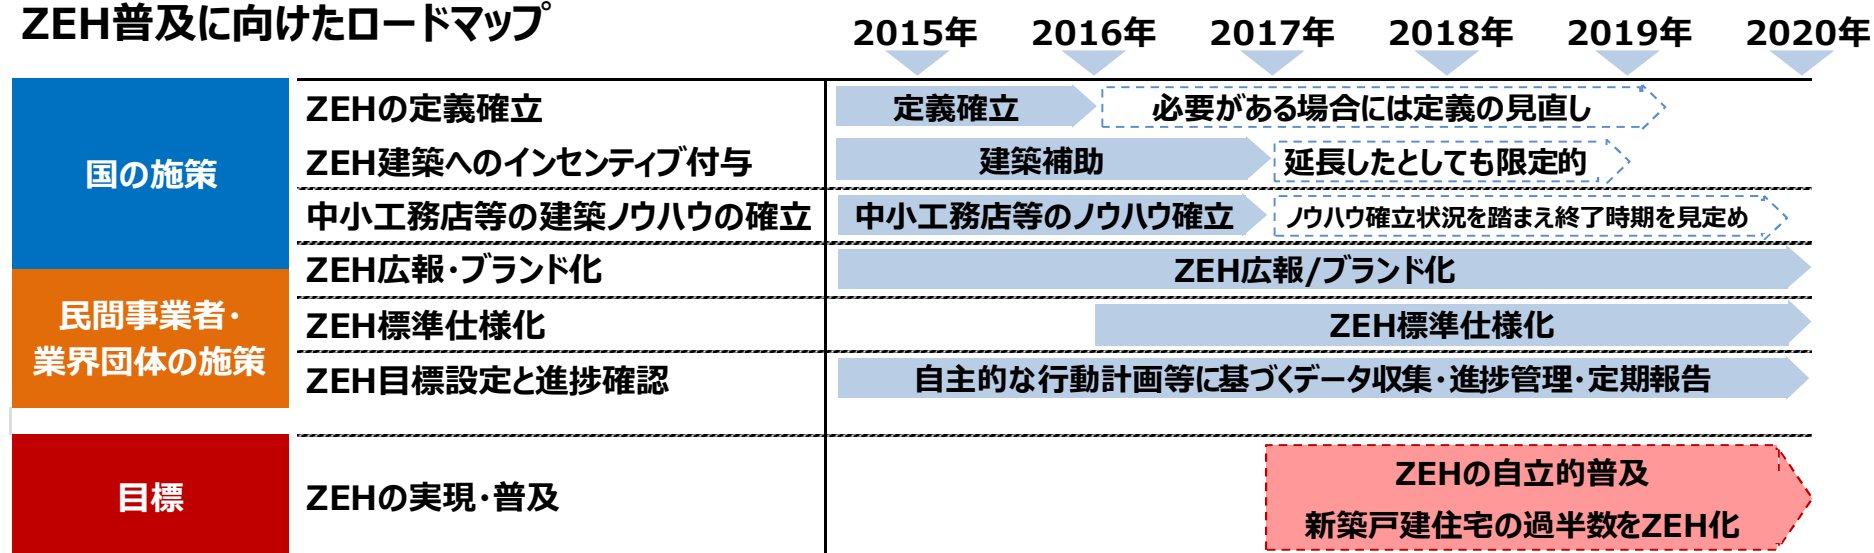 ZEH普及に向けたロードマップ
2015年 2016年 2017年 2018年 2019年 2020年
国の施策
ZEHの定義確立
定義確立
必要がある場合には定義の見直し
ZEH建築へのインセンティブ付与
建築補助
延長したとしても限定的
中小工務店等の建築ノウハウの確立
中小工務店等のノウハウ確立
ノウハウ確立状況を踏まえ終了時期を見定め
ZEH広報・ブランド化
ZEH広報/ブランド化
民間事業者・
業界団体の施策
ZEH標準仕様化
ZEH標準仕様化
ZEH目標設定と進捗確認
自主的な行動計画等に基づくデータ収集・進捗管理・定期報告
目標
ZEHの実現・普及
ZEHの自立的普及
新築戸建住宅の過半数をZEH化